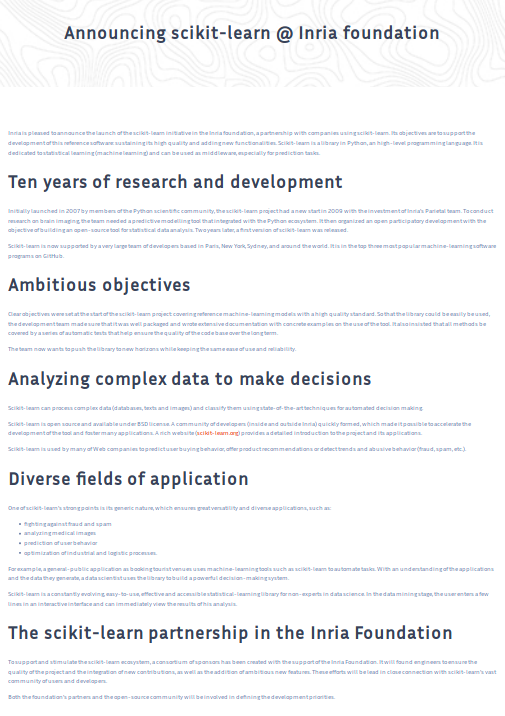 Announcing scikit-learn @ Inria foundation
Inria is pleased to announce the launch of the scikit-learn initiative in the Inria foundation, a partnership with companies using scikit-learn. Its objectives are to support the
development of this reference software sustaining its high quality and adding new functionalities. Scikit-learn is a library in Python, an high-level programming language. It is
dedicated to statistical learning (machine learning) and can be used as middleware, especially for prediction tasks.
Ten years of research and development
Initially launched in 2007 by members of the Python scientific community, the scikit-learn project had a new start in 2009 with the investment of Inria's Parietal team. To conduct
research on brain imaging, the team needed a predictive modelling tool that integrated with the Python ecosystem. It then organized an open participatory development with the
objective of building an open-source tool for statistical data analysis. Two years later, a first version of scikit-learn was released.
Scikit-learn is now supported by a very large team of developers based in Paris, New York, Sydney, and around the world. It is in the top three most popular machine-learning software
programs on GitHub.
Ambitious objectives
Clear objectives were set at the start of the scikit-learn project covering reference machine-learning models with a high quality standard. So that the library could be easily be used,
the development team made sure that it was well packaged and wrote extensive documentation with concrete examples on the use of the tool. It also insisted that all methods be
covered by a series of automatic tests that help ensure the quality of the code base over the long term.
The team now wants to push the library to new horizons while keeping the same ease of use and reliability.
Analyzing complex data to make decisions
Scikit-learn can process complex data (databases, texts and images) and classify them using state-of-the-art techniques for automated decision making
Scikit-learn is open source and available under BSD license. A community of developers (inside and outside Inria) quickly formed, which made it possible to accelerate the
development of the tool and foster many applications. A rich website (scikit-learn.org) provides a detailed introduction to the project and its applications.
Scikit-learn is used by many of Web companies to predict user buying behavior, offer product recommendations or detect trends and abusive behavior (fraud, spam, etc.)
Diverse fields of application
One of scikit-learn's strong points is its generic nature, which ensures great versatility and diverse applications, such as:
• fighting against fraud and spam
• analyzing medical images
• prediction of user behavior
• optimization of industrial and logistic processes.
For example, a general-public application as booking tourist venues uses machine-learning tools such as scikit-learn to automate tasks. With an understanding of the applications
and the data they generate, a data scientist uses the library to build a powerful decision-making system.
Scikit-learn is a constantly evolving, easy-to-use, effective and accessible statistical-learning library for non-experts in data science. In the data mining stage, the user enters a few
lines in an interactive interface and can immediately view the results of his analysis.
The scikit-learn partnership in the Inria Foundation
To support and stimulate the scikit-learn ecosystem, a consortium of sponsors has been created with the support of the Inria Foundation. It will found engineers to ensure the
quality of the project and the integration of new contributions, as well as the addition of ambitious new features. These efforts will be lead in close connection with scikit-learn's vast
community of users and developers.
Both the foundation's partners and the open-source community will be involved in defining the development priorities.